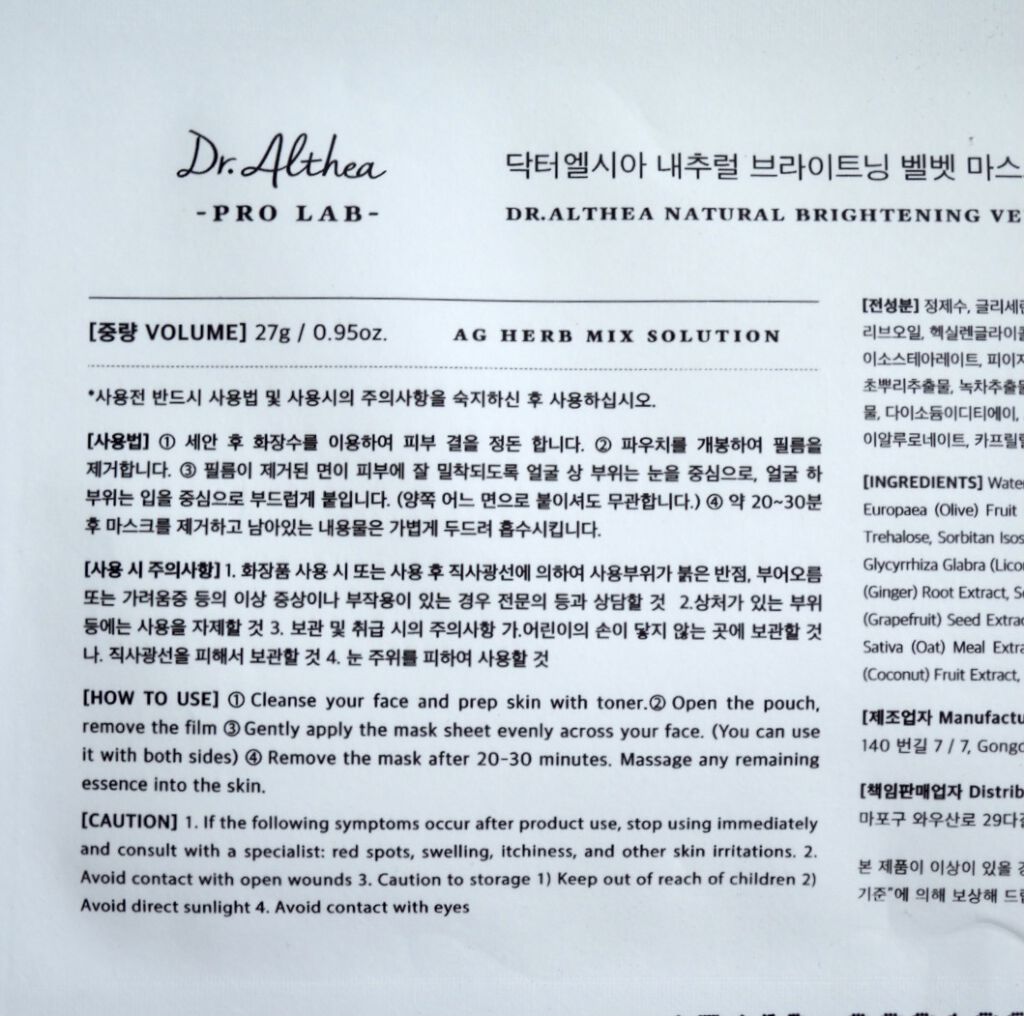 Dr. Althea
-PRO LAB-
닥터엘시아 내추럴 브라이트닝 벨벳 마스
DR.ALTHEA NATURAL BRIGHTENING VE
[중량 VOLUME] 27g / 0.95oz.
AG HERB MIX SOLUTION
*사용전 반드시 사용법 및 사용시의 주의사항을 숙지하신 후 사용하십시오.
[사용법] ① 세안 후 화장수를 이용하여 피부 결을 정돈 합니다. ② 파우치를 개봉하여 필름을
제거합니다. ③ 필름이 제거된 면이 피부에 잘 밀착되도록 얼굴 상 부위는 눈을 중심으로, 얼굴 하
부위는 입을 중심으로 부드럽게 붙입니다. (양쪽 어느 면으로 붙이셔도 무관합니다.) ④ 약 20~30분
후 마스크를 제거하고 남아있는 내용물은 가볍게 두드려 흡수시킵니다.
[사용 시 주의사항] 1. 화장품 사용 시 또는 사용 후 직사광선에 의하여 사용부위가 붉은 반점, 부어오름
또는 가려움증 등의 이상 증상이나 부작용이 있는 경우 전문의 등과 상담할 것 2.상처가 있는 부위
등에는 사용을 자제할 것 3. 보관 및 취급 시의 주의사항 가.어린이의 손이 닿지 않는 곳에 보관할 것
나. 직사광선을 피해서 보관할 것 4. 눈 주위를 피하여 사용할 것
[HOW TO USE] ① Cleanse your face and prep skin with toner.② Open the pouch,
remove the film ③ Gently apply the mask sheet evenly across your face. (You can use
it with both sides) ④ Remove the mask after 20-30 minutes. Massage any remaining
essence into the skin.
[CAUTION] 1. If the following symptoms occur after product use, stop using immediately
and consult with a specialist: red spots, swelling, itchiness, and other skin irritations. 2.
Avoid contact with open wounds 3. Caution to storage 1) Keep out of reach of children 2)
Avoid direct sunlight 4. Avoid contact with eyes
[전성분] 정제수, 글리세린
리브오일, 헥실렌글라이콜
이소스테아레이트, 피이지
초뿌리추출물, 녹차추출물
물, 다이소듐이디티에이,
이알루로네이트, 카프릴릴
[INGREDIENTS] Water
Europaea (Olive) Fruit
Trehalose, Sorbitan Isos
Glycyrrhiza Glabra (Licor
(Ginger) Root Extract, S
(Grapefruit) Seed Extrac
Sativa (Oat) Meal Extra
(Coconut) Fruit Extract,
[제조업자 Manufactu
140 번길 7 / 7, Gongd
[책임판매업자 Distrib
마포구 와우산로 29다길
본 제품이 이상이 있을 경
기준"에 의해 보상해 드립